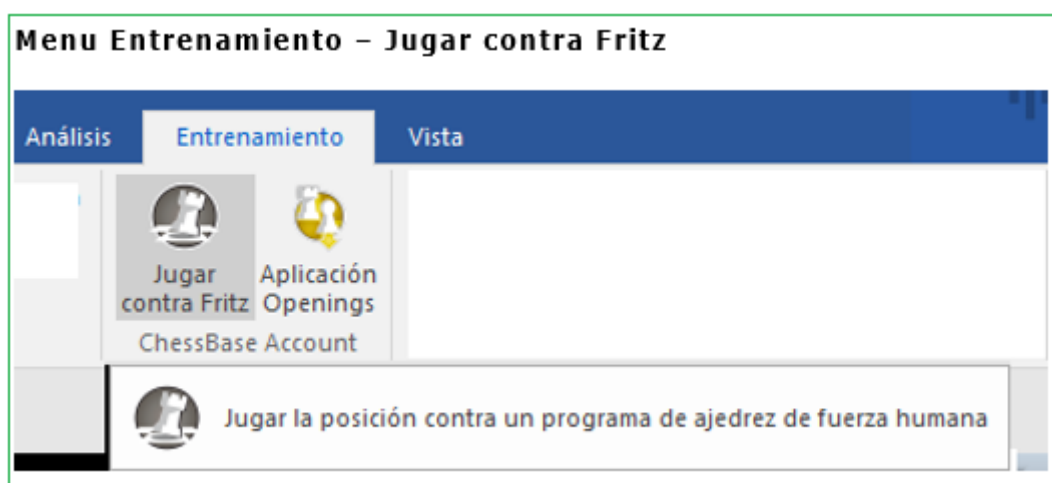 Menu Entrenamiento – Jugar contra Fritz
Análisis Entrenamiento Vista
Jugar Aplicación
contra Fritz Openings
ChessBase Account
Jugar la posición contra un programa de ajedrez de fuerza humana